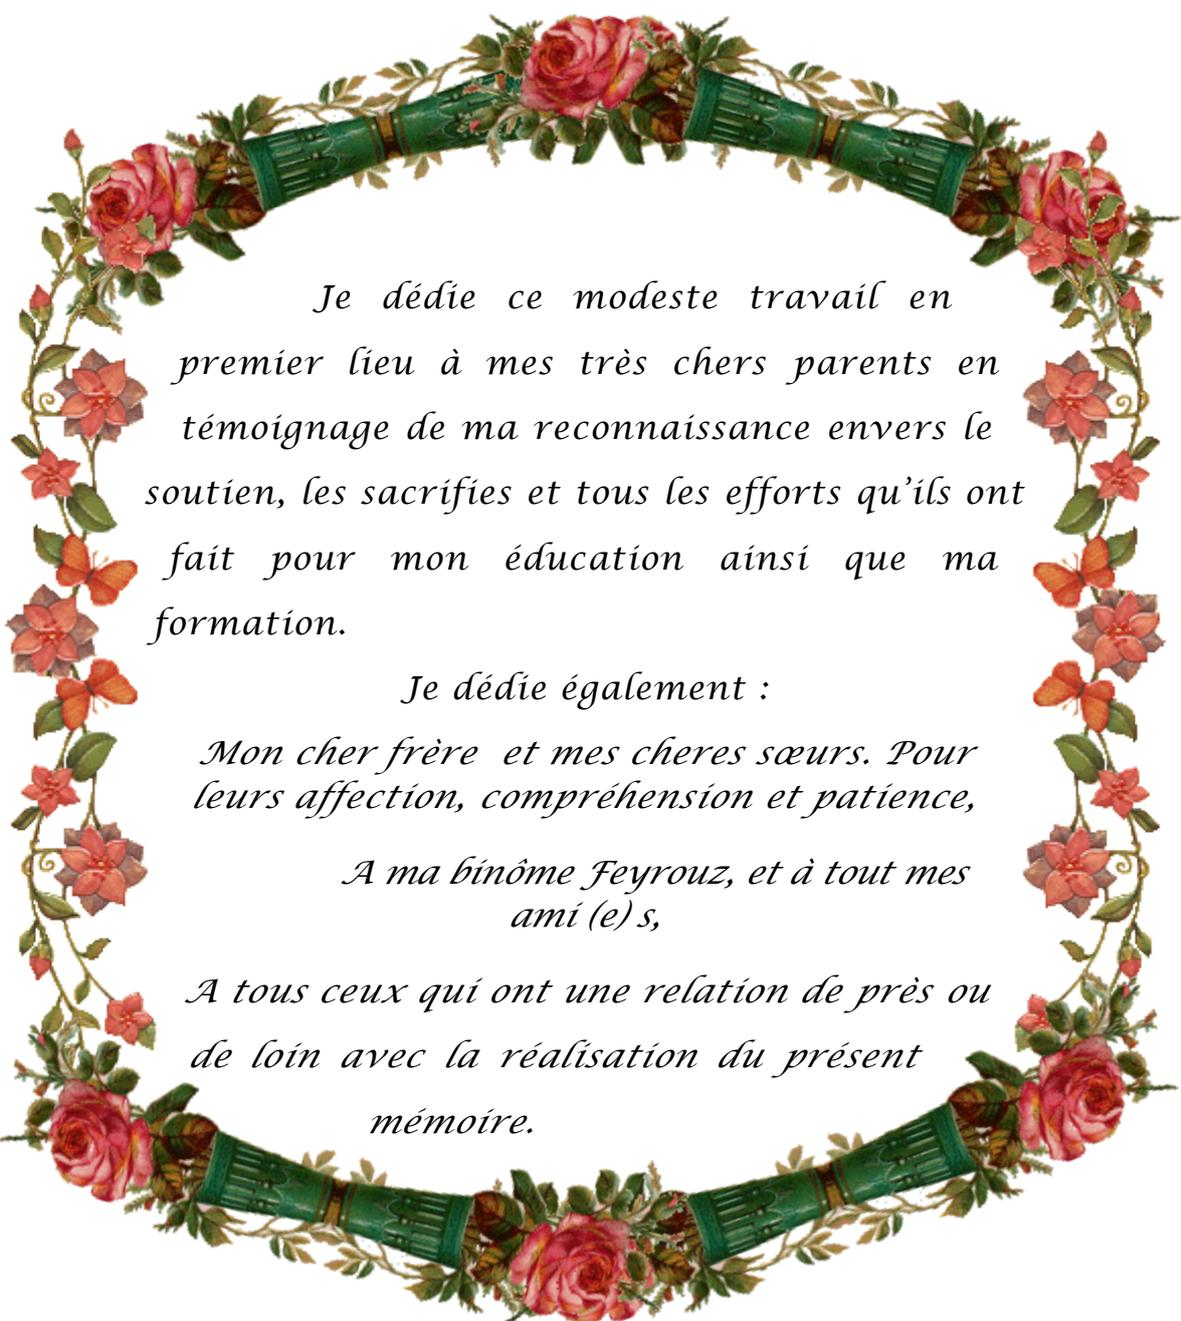 Je dédie ce modeste travail en
premier lieu à mes très chers parents en
témoignage de ma reconnaissance envers le
soutien, les sacrifies et tous les efforts qu’ils ont
fait pour mon éducation ainsi que ma
formation.
Je dédie également :
Mon cher frère et mes cheres sœurs. Pour
leurs affection, compréhension et patience,
A ma binôme Feyrouz, et à tout mes
ami (e) s,
A tous ceux qui ont une relation de près ou
de loin avec la réalisation du présent
mémoire.